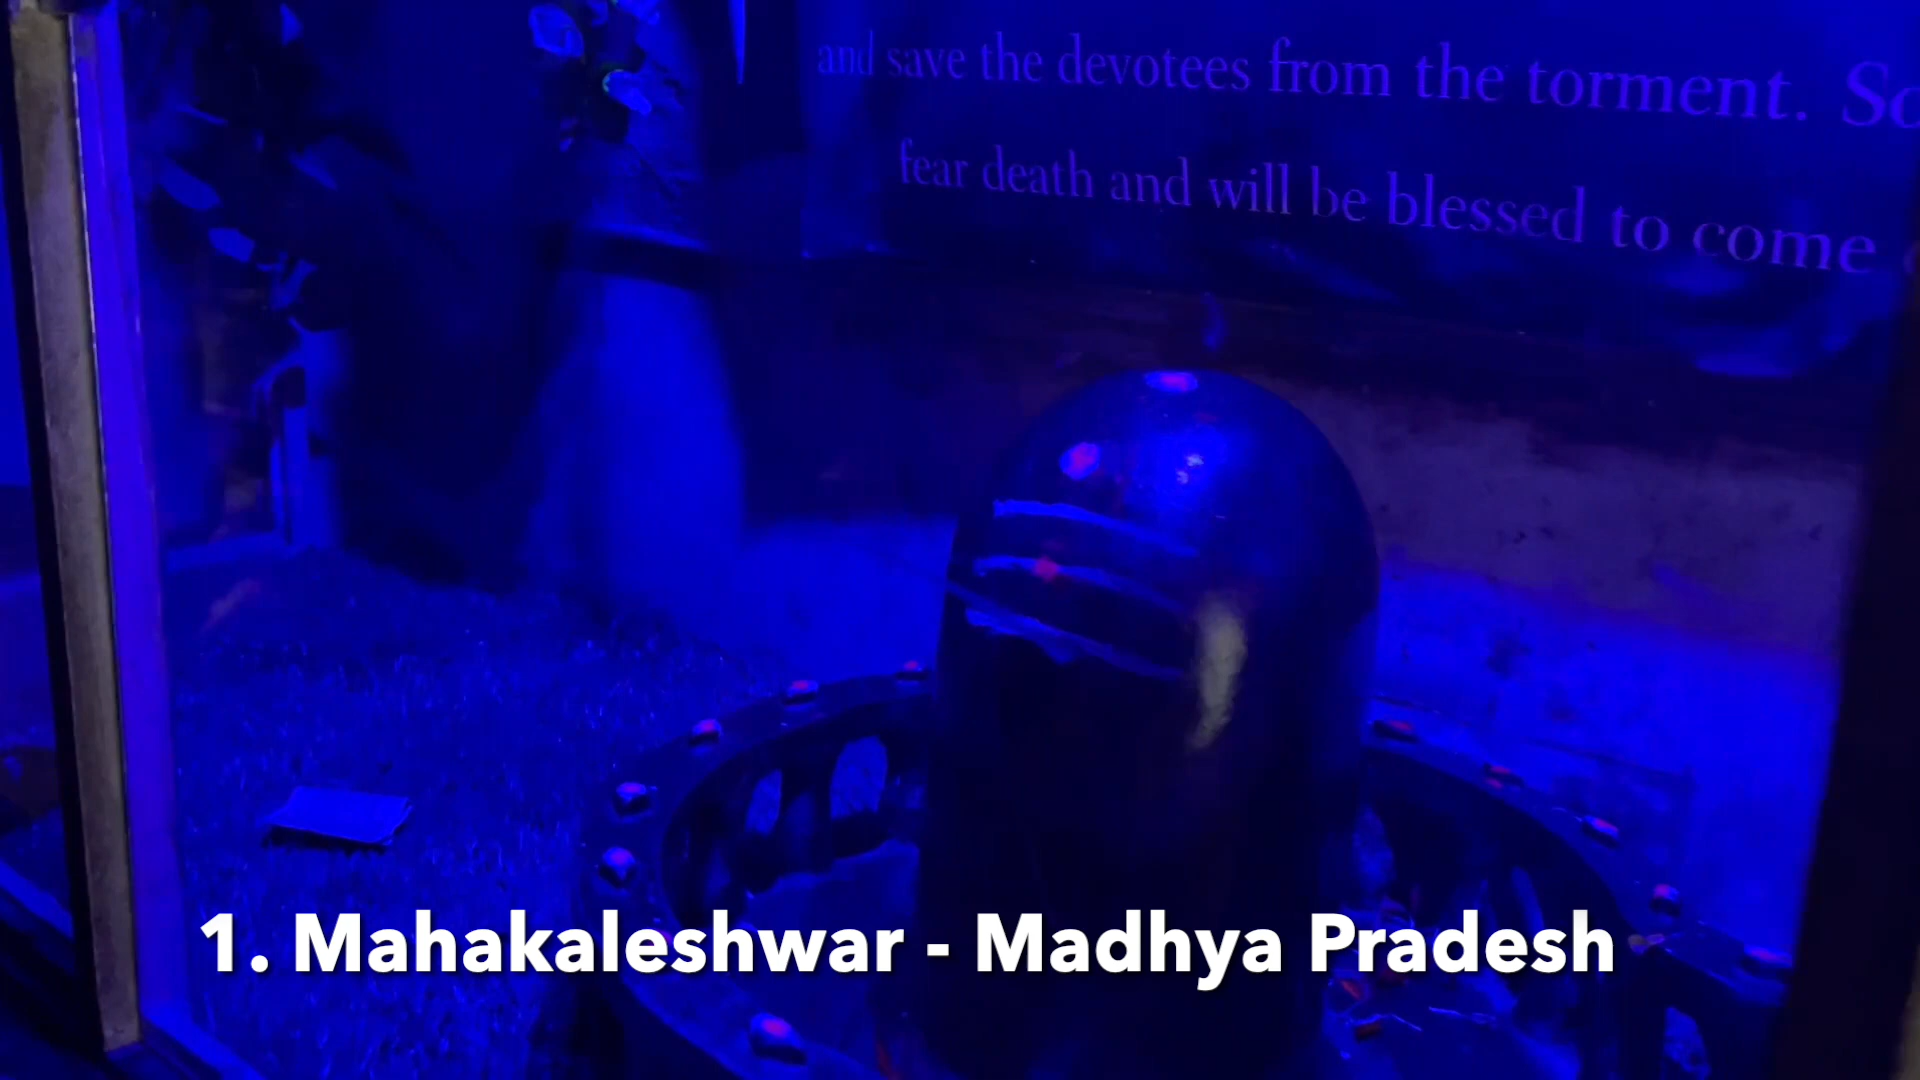 and save the devotees from the torment.
fear death and will be blessed to come
1. Mahakaleshwar - Madhya Pradesh